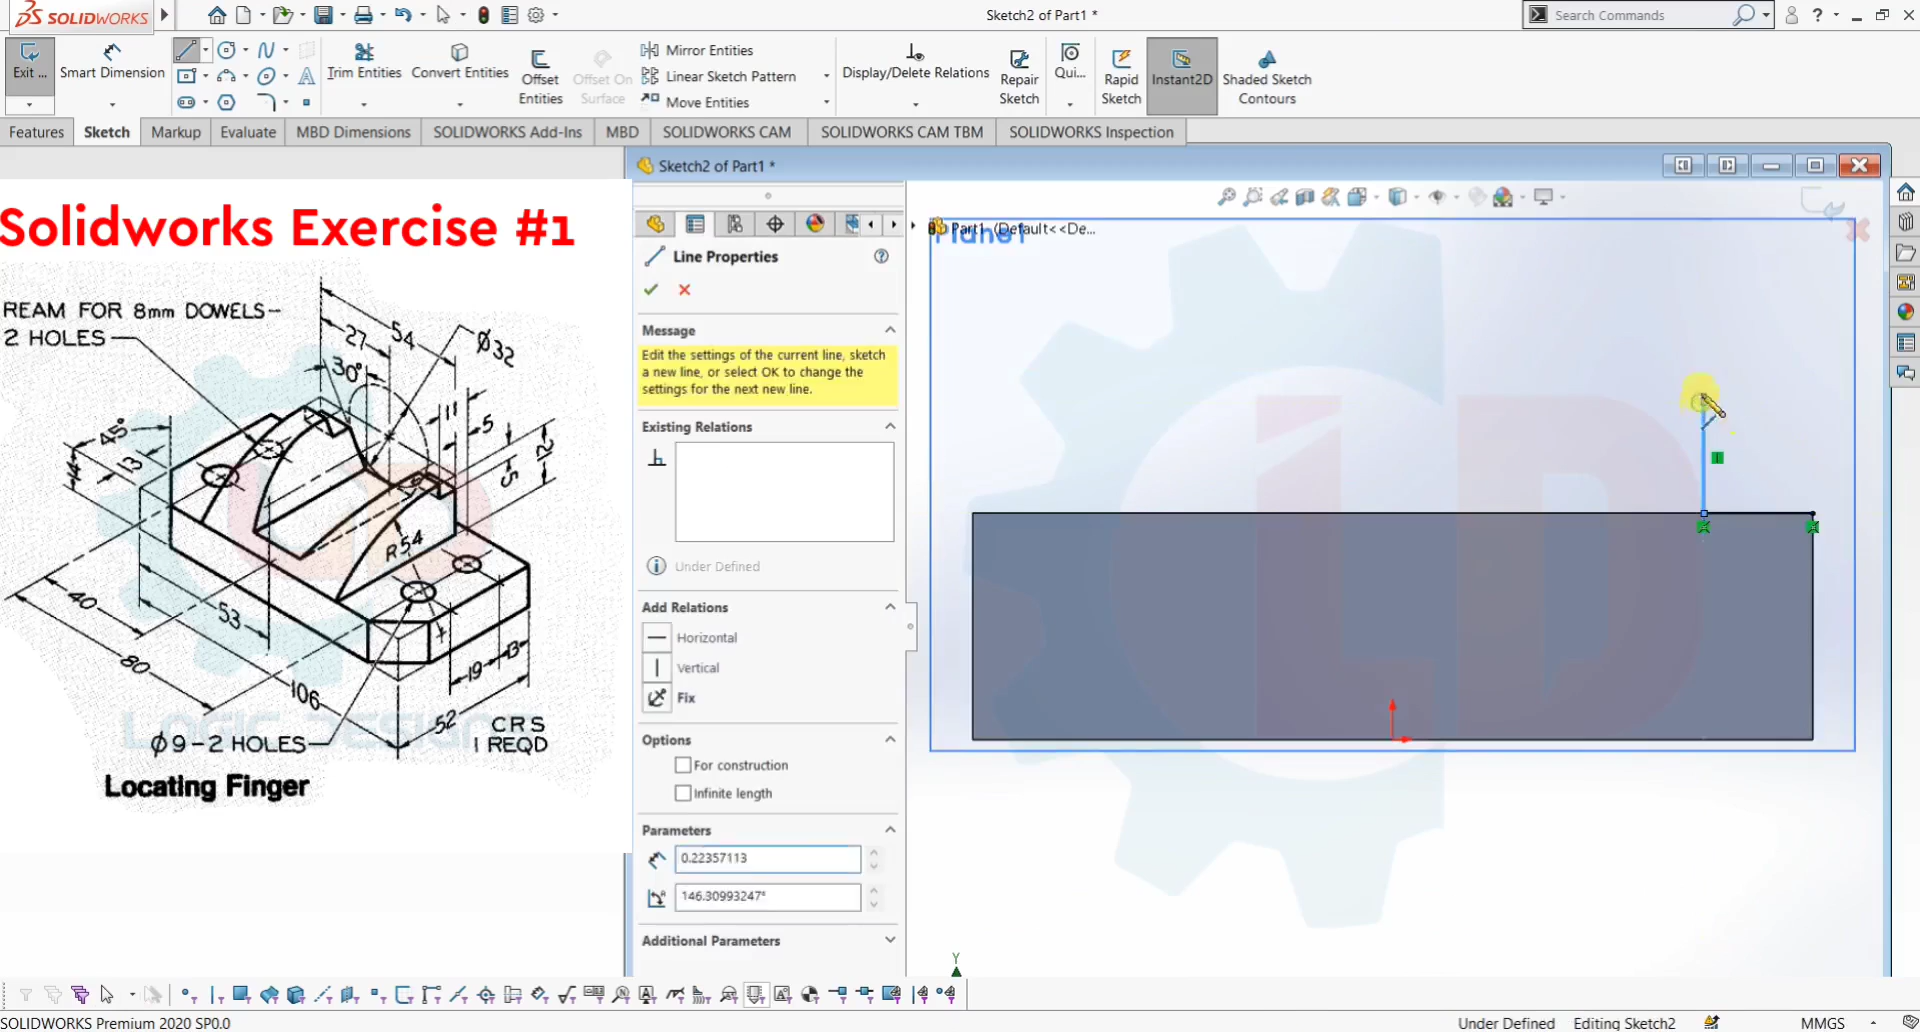 SOLIDWORKS
Sketch2 of Part1 *
Search Commands
Exit ...
Smart Dimension
Trim Entities
Convert Entities
Offset Entities
Offset On Surface
Mirror Entities
Linear Sketch Pattern
Move Entities
Display/Delete Relations
Repair Sketch
Qui...
Rapid Sketch
Instant2D
Shaded Sketch Contours
Features
Sketch
Markup
Evaluate
MBD Dimensions
SOLIDWORKS Add-Ins
MBD
SOLIDWORKS CAM
SOLIDWORKS CAM TBM
SOLIDWORKS Inspection
Sketch2 of Part1 *
Solidworks Exercise #1
REAM FOR 8mm DOWELS-
2 HOLES
27
54
Ø32
30°
11
5
12
5
45°
13
14
R54
40
53
80
106
19
13
52
CRS
1 REQD
Ø9-2 HOLES
LOGIC DESIGN
Locating Finger
Line Properties
Message
Edit the settings of the current line, sketch
a new line, or select OK to change the
settings for the next new line.
Existing Relations
Under Defined
Add Relations
Horizontal
Vertical
Fix
Options
For construction
Infinite length
Parameters
0.22357113
146.30993247°
Additional Parameters
Plane1
Part1 (Default<<De...
LD
Y
SOLIDWORKS Premium 2020 SP0.0
Under Defined
Editing Sketch2
MMGS